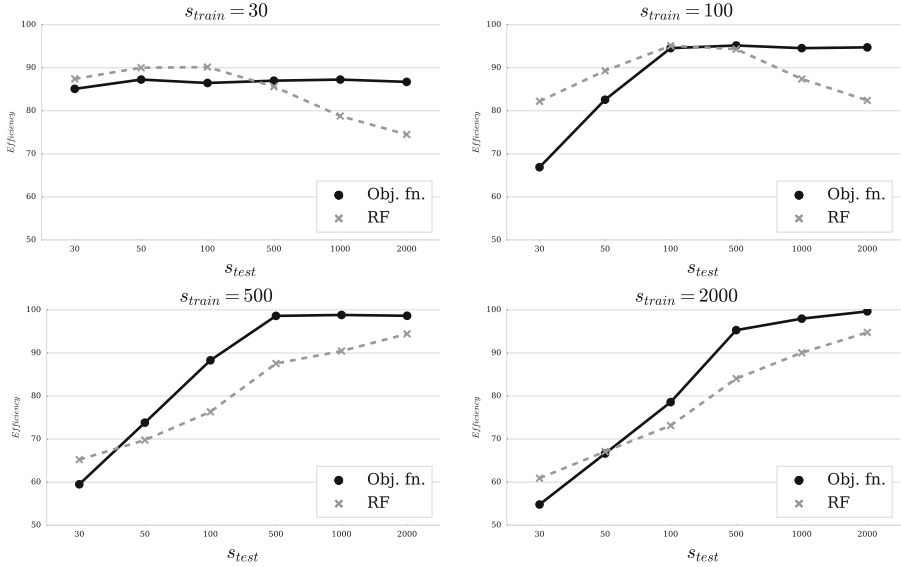 s_train = 30
100
90
80
70
60
50
Efficiency
Obj. fn.
RF
30 50 100 500 1000 2000
s_test
s_train = 100
100
90
80
70
60
50
Efficiency
Obj. fn.
RF
30 50 100 500 1000 2000
s_test
s_train = 500
100
90
80
70
60
50
Efficiency
Obj. fn.
RF
30 50 100 500 1000 2000
s_test
s_train = 2000
100
90
80
70
60
50
Efficiency
Obj. fn.
RF
30 50 100 500 1000 2000
s_test